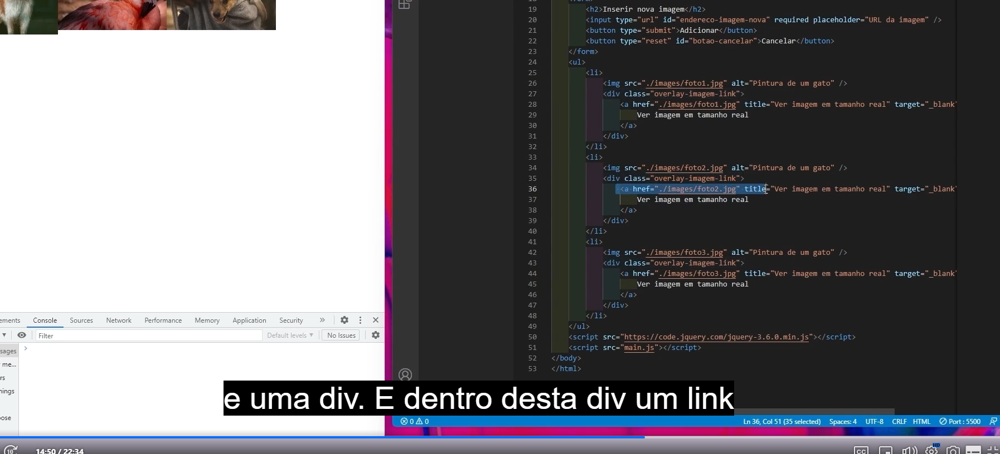 18 <form>
19 <h2>Inserir nova imagem</h2>
20 <input type="url" id="endereco-imagem-nova" required placeholder="URL da imagem" />
21 <button type="submit">Adicionar</button>
22 <button type="reset" id="botao-cancelar">Cancelar</button>
23 </form>
24 <ul>
25 <li>
26 <img src="./images/foto1.jpg" alt="Pintura de um gato" />
27 <div class="overlay-imagem-link">
28 <a href="./images/foto1.jpg" title="Ver imagem em tamanho real" target="_blank"
29 Ver imagem em tamanho real
30 </a>
31 </div>
32 </li>
33 <li>
34 <img src="./images/foto2.jpg" alt="Pintura de um gato" />
35 <div class="overlay-imagem-link">
36 <a href="./images/foto2.jpg" title="Ver imagem em tamanho real" target="_blank"
37 Ver imagem em tamanho real
38 </a>
39 </div>
40 </li>
41 <li>
42 <img src="./images/foto3.jpg" alt="Pintura de um gato" />
43 <div class="overlay-imagem-link">
44 <a href="./images/foto3.jpg" title="Ver imagem em tamanho real" target="_blank"
45 Ver imagem em tamanho real
46 </a>
47 </div>
48 </li>
49 </ul>
50 <script src="https://code.jquery.com/jquery-3.6.0.min.js"></script>
51 <script src="main.js"></script>
52 </body>
53 </html>
ements Console Sources Network Performance Memory Application Security »
Filter Default levels ▼ No Issues
sages
me...
rs
nings
ose
e uma div. E dentro desta div um link
0 0 Ln 36, Col 51 (35 selected) Spaces: 4 UTF-8 CRLF HTML Port : 5500
10 14:50 / 22:34 CC HD